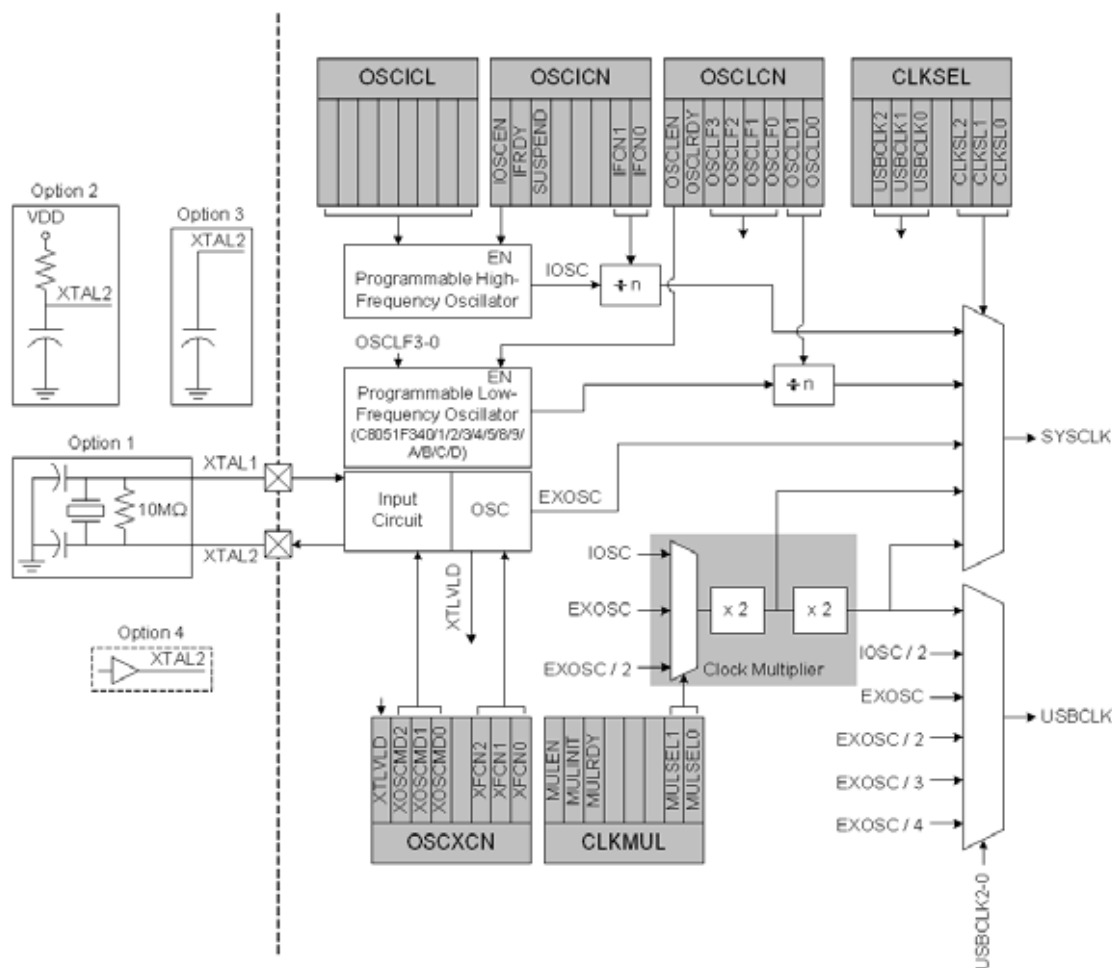 OSCICL
OSCICN
OSCLCN
CLKSEL
IOSCEN
IFRDY
SUSPEND
IFCN1
IFCN0
OSCLEN
OSCLRDY
OSCLF3
OSCLF2
OSCLF1
OSCLF0
OSCLD1
OSCLD0
USBCLK2
USBCLK1
USBCLK0
CLKSL2
CLKSL1
CLKSL0
Option 2
VDD
XTAL2
Option 3
XTAL2
EN
Programmable High-
Frequency Oscillator
IOSC
÷ n
OSCLF3-0
EN
Programmable Low-
Frequency Oscillator
(C8051F340/1/2/3/4/5/8/9/
A/B/C/D)
÷ n
SYSCLK
Option 1
10MΩ
XTAL1
XTAL2
Input
Circuit
OSC
EXOSC
XTLVLD
IOSC
EXOSC
EXOSC / 2
x 2
x 2
Clock Multiplier
Option 4
XTAL2
IOSC / 2
EXOSC
EXOSC / 2
EXOSC / 3
EXOSC / 4
USBCLK
USBCLK2-0
XTLVLD
XOSCMD2
XOSCMD1
XOSCMD0
XFCN2
XFCN1
XFCN0
OSCXCN
MULEN
MULINIT
MULRDY
MULSEL1
MULSEL0
CLKMUL